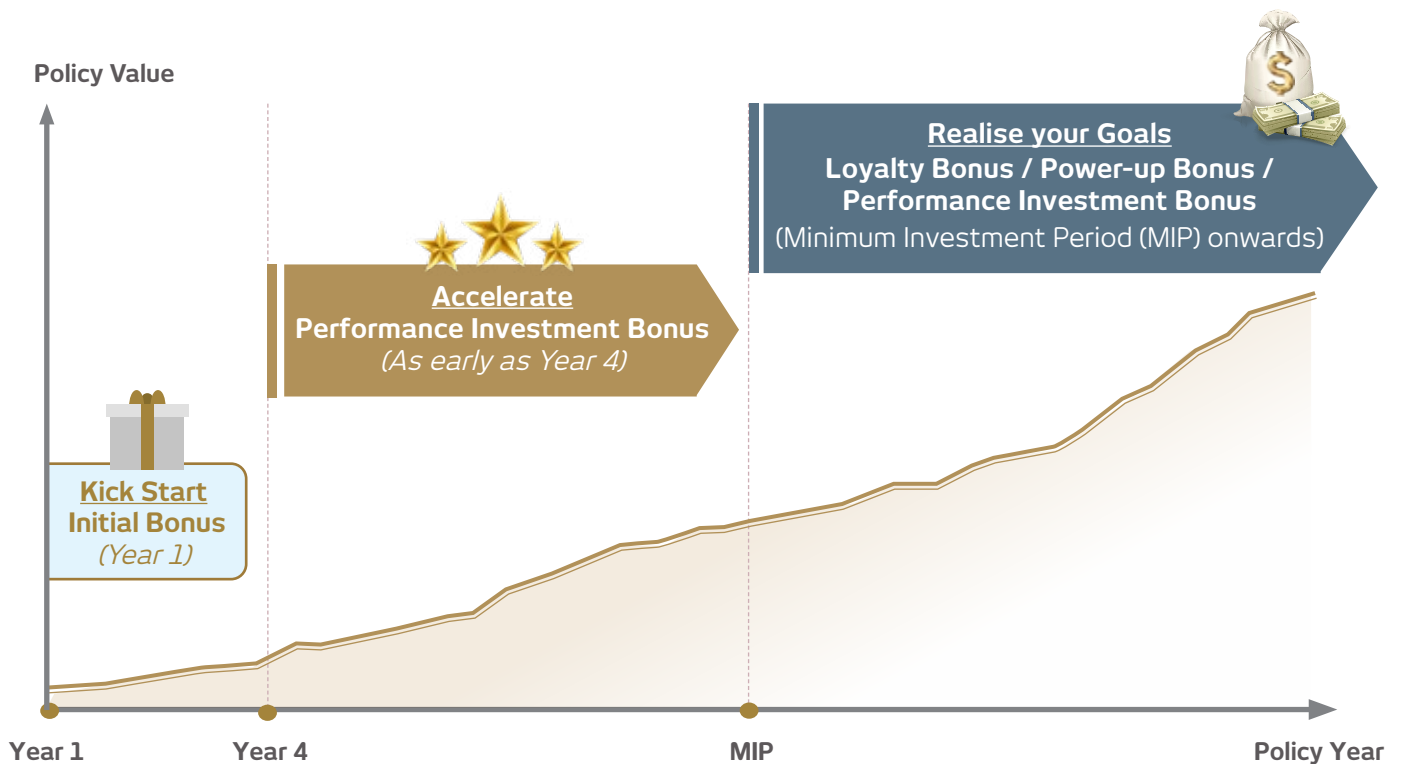 Policy Value
$
Realise your Goals
Loyalty Bonus / Power-up Bonus /
Performance Investment Bonus
(Minimum Investment Period (MIP) onwards)
Accelerate
Performance Investment Bonus
(As early as Year 4)
Kick Start
Initial Bonus
(Year 1)
Year 1
Year 4
MIP
Policy Year